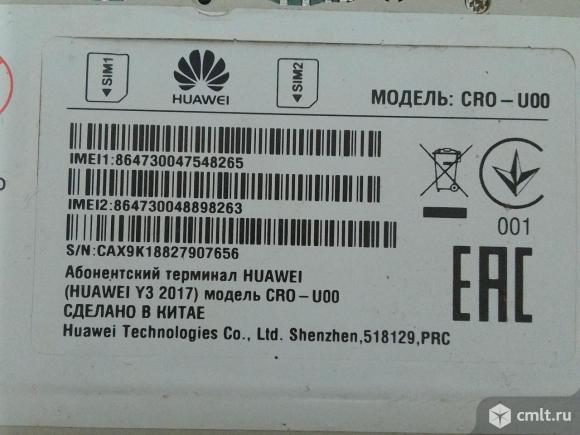 SIM1
HUAWEI
SIM2
МОДЕЛЬ: CRO – U00
IMEI1:864730047548265
IMEI2:864730048898263
S/N:CAX9K18827907656
001
EAC
Абонентский терминал HUAWEI
(HUAWEI Y3 2017) модель CRO – U00
СДЕЛАНО В КИТАЕ
Huawei Technologies Co., Ltd. Shenzhen,518129,PRC
cmlt.ru